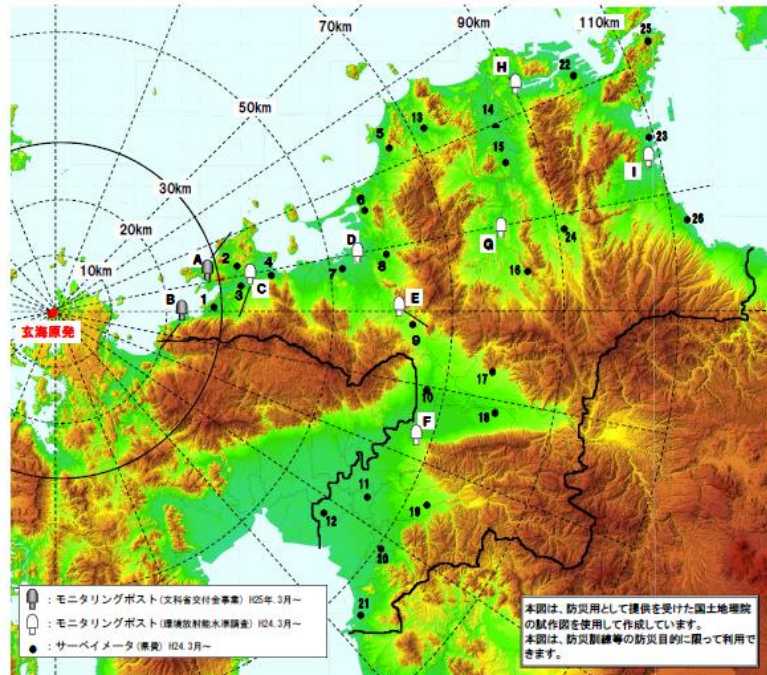 70km
90km
110km
25
H
22
50km
13
14
23
5
15
I
30km
6
G
26
20km
D
24
A
2
8
16
10km
4
7
B
3
C
E
1
玄海原発
9
17
10
18
F
11
19
12
20
21
：モニタリングポスト(文科省交付金事業) H25年.3月～
：モニタリングポスト(環境放射能水準調査) H24.3月～
：サーベイメータ(県費) H24.3月～
本図は、防災用として提供を受けた国土地理院
の試作図を使用して作成しています。
本図は、防災訓練等の防災目的に限って利用で
きます。